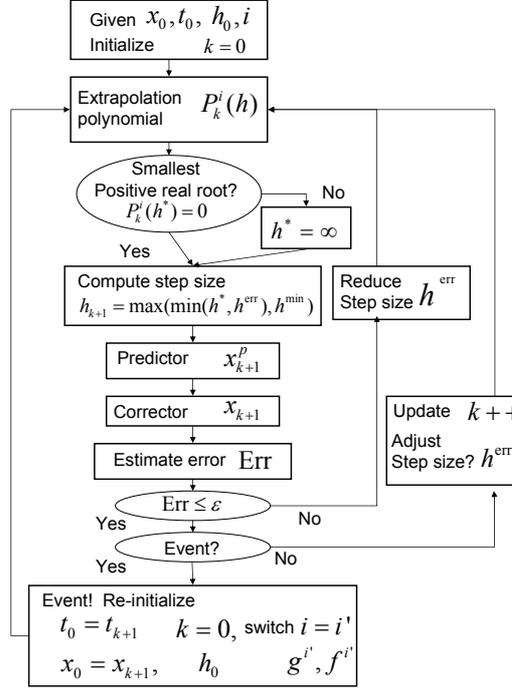 Given x₀, t₀, h₀, i
Initialize k = 0
Extrapolation
polynomial P_k^i(h)
Smallest
Positive real root?
P_k^i(h*) = 0
No
h* = ∞
Yes
Compute step size
h_{k+1} = max(min(h*, h^err), h^min)
Reduce
Step size h^err
Predictor x_{k+1}^p
Corrector x_{k+1}
Update k + +
Adjust
Step size? h^err
Estimate error Err
Err ≤ ε
Yes
No
Event?
Yes
No
Event! Re-initialize
t₀ = t_{k+1} k = 0, switch i = i'
x₀ = x_{k+1}, h₀ g^{i'}, f^{i'}